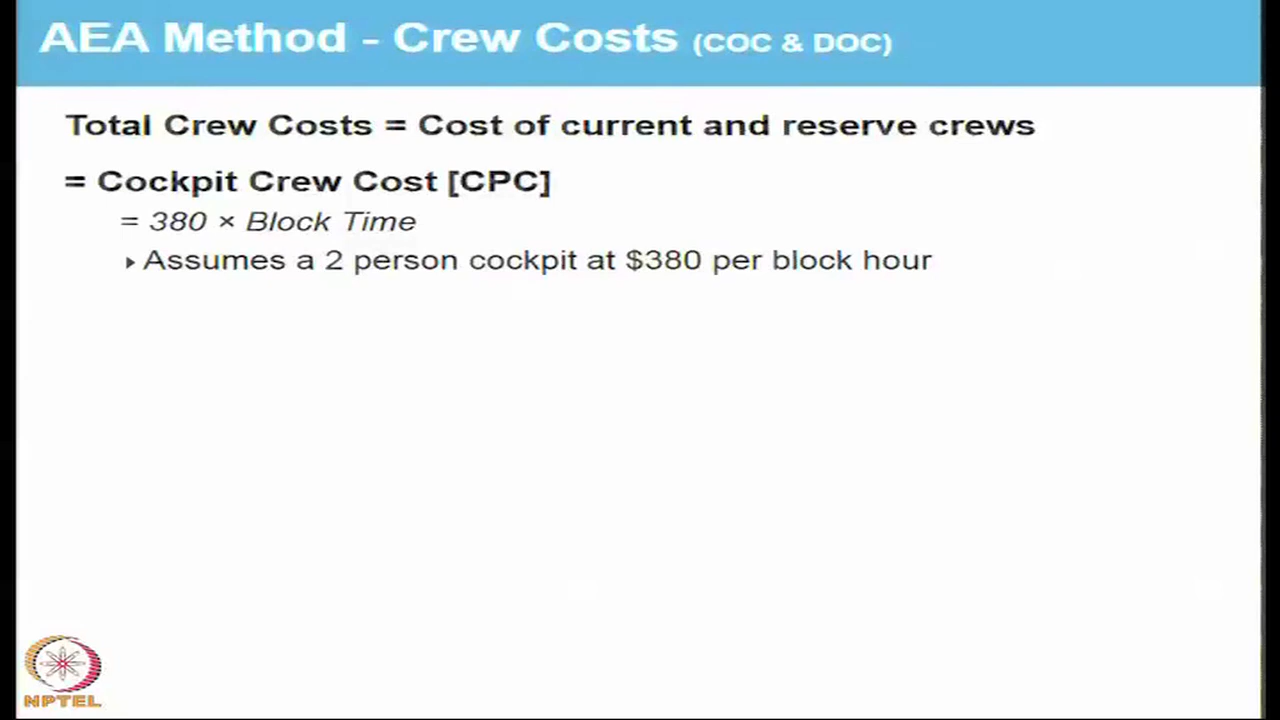 AEA Method - Crew Costs (COC & DOC)
Total Crew Costs = Cost of current and reserve crews
= Cockpit Crew Cost [CPC]
= 380 × Block Time
Assumes a 2 person cockpit at $380 per block hour
NPTEL